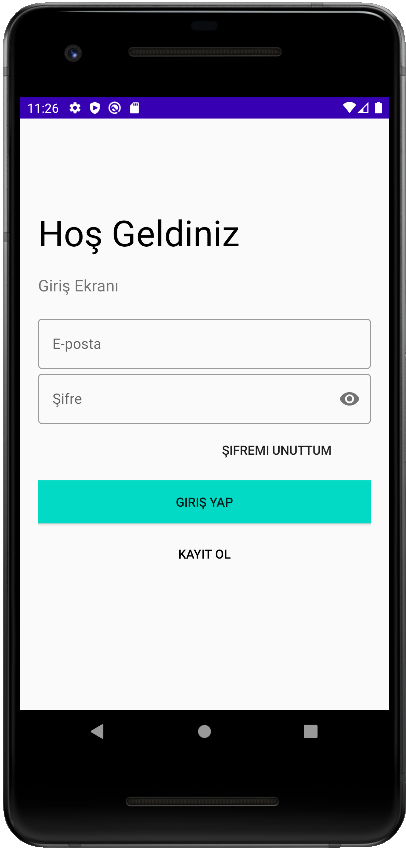 11:26
Hoş Geldiniz
Giriş Ekranı
E-posta
Şifre
ŞIFREMI UNUTTUM
GIRIŞ YAP
KAYIT OL